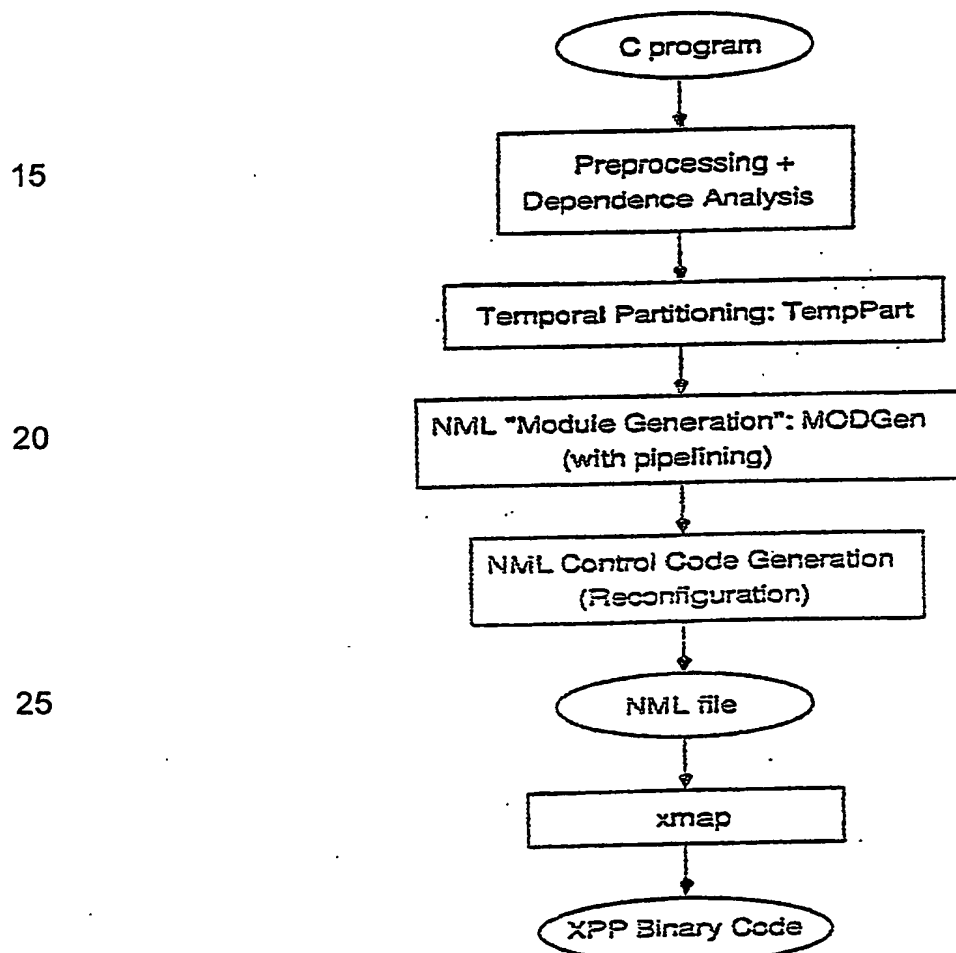 C program
15
Preprocessing +
Dependence Analysis
Temporal Partitioning: TempPart
20
NML "Module Generation": MODGen
(with pipelining)
NML Control Code Generation
(Reconfiguration)
25
NML file
xmap
XPP Binary Code